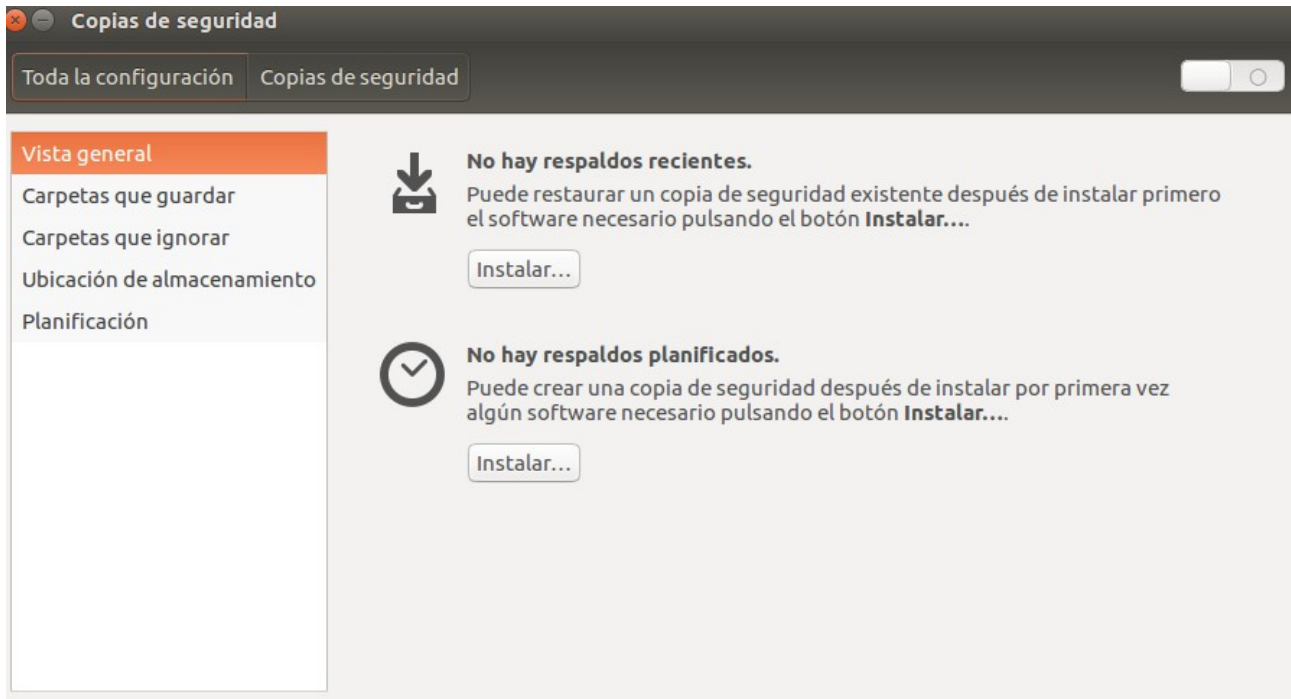 Copias de seguridad
Toda la configuración Copias de seguridad
Vista general
Carpetas que guardar
Carpetas que ignorar
Ubicación de almacenamiento
Planificación
No hay respaldos recientes.
Puede restaurar un copia de seguridad existente después de instalar primero
el software necesario pulsando el botón Instalar….
Instalar…
No hay respaldos planificados.
Puede crear una copia de seguridad después de instalar por primera vez
algún software necesario pulsando el botón Instalar….
Instalar…